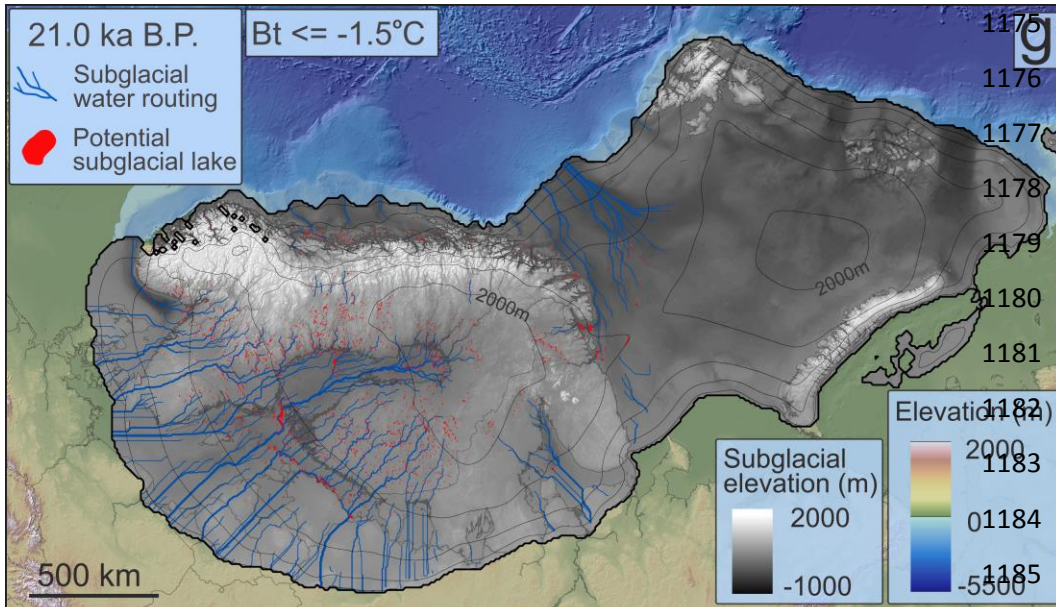 21.0 ka B.P.
Bt <= -1.5°C
Subglacial
water routing
Potential
subglacial lake
g
1175
1176
1177
1178
1179
1180
1181
1182
1183
1184
1185
2000m
2000m
500 km
Subglacial
elevation (m)
2000
-1000
Elevation (m)
2000
0
-5500